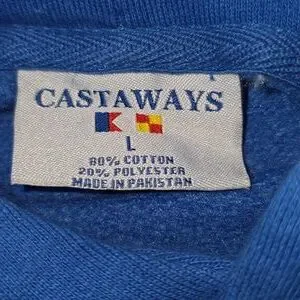 CASTAWAYS
L
80% COTTON
20% POLYESTER
MADE IN PAKISTAN